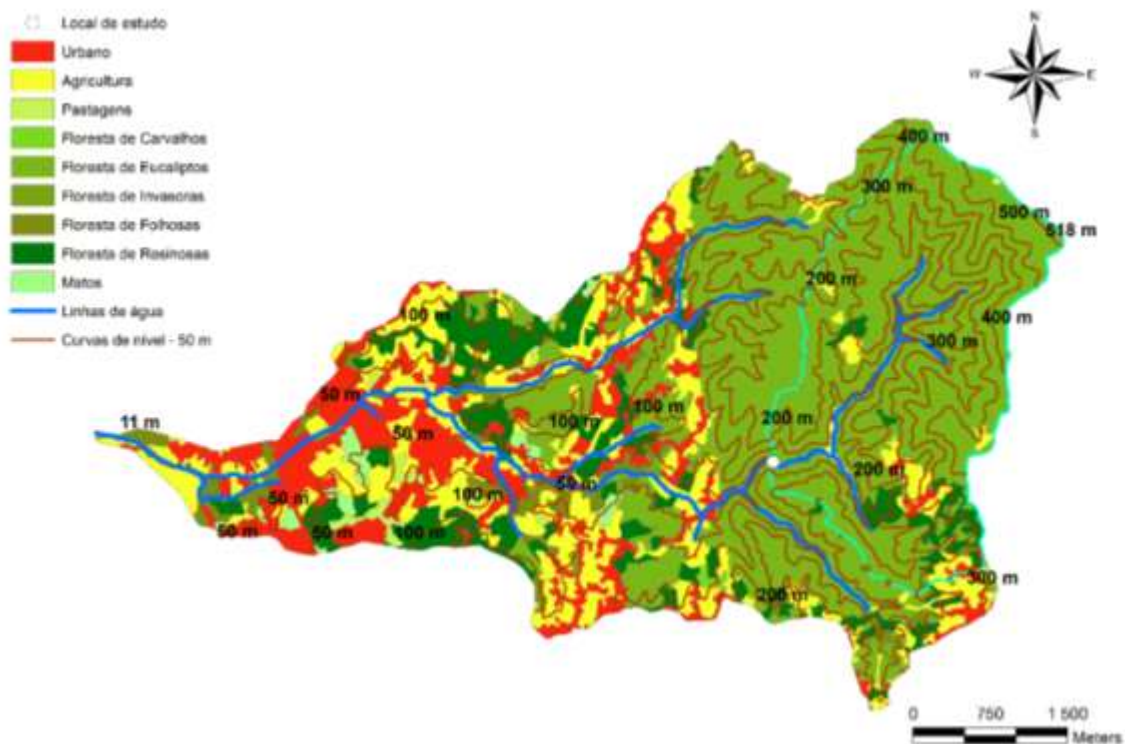 Local de estudo
Urbano
Agricultura
Pastagens
Floresta de Carvalhos
Floresta de Eucaliptos
Floresta de Invasoras
Floresta de Folhosas
Floresta de Resinosas
Matos
Linhas de água
Curvas de nível - 50 m
N
W E
S
400 m
300 m
500 m
518 m
200 m
100 m
400 m
300 m
50 m
100 m
100 m
200 m
11 m
50 m
200 m
50 m
100 m
50 m
50 m
50 m
100 m
300 m
200 m
0 750 1 500
Meters